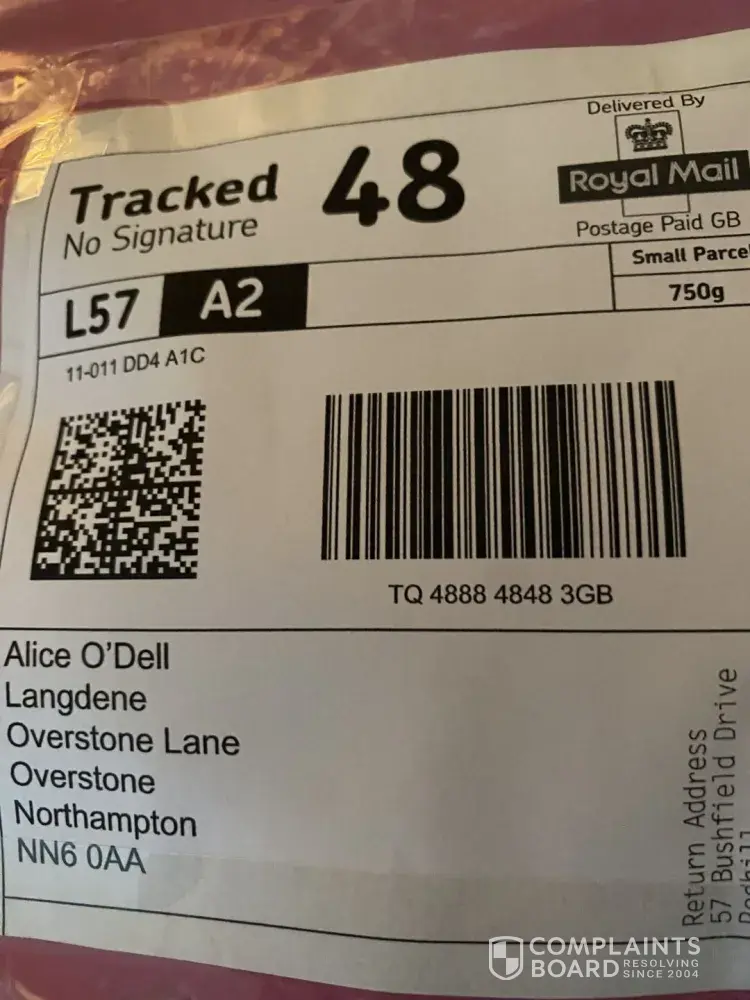 Delivered By
Tracked 48
No Signature
Royal Mail
Postage Paid GB
L57 A2
Small Parcel
750g
11-011 DD4 A1C
TQ 4888 4848 3GB
Alice O'Dell
Langdene
Overstone Lane
Overstone
Northampton
NN6 0AA
Return Address
57 Bushfield Drive
COMPLAINTS
BOARD RESOLVING
SINCE 2004